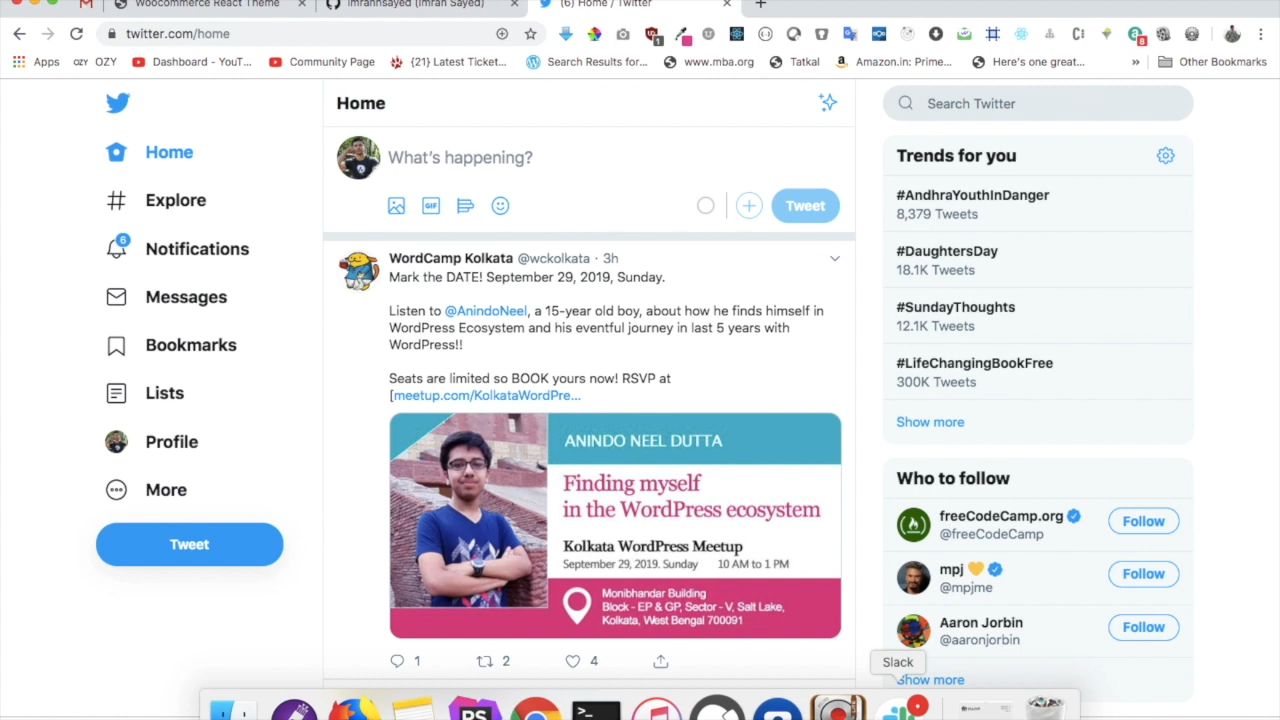 Woocommerce React Theme
imrannsayed (Imran Sayed)
(6) Home / Twitter
twitter.com/home
1
8
Apps
OZY OZY
Dashboard - YouT...
Community Page
{21} Latest Ticket...
Search Results for...
www.mba.org
Tatkal
Amazon.in: Prime...
Here's one great...
»
Other Bookmarks
Home
Explore
6
Notifications
Messages
Bookmarks
Lists
Profile
More
Tweet
Home
What's happening?
GIF
Tweet
WordCamp Kolkata @wckolkata · 3h
Mark the DATE! September 29, 2019, Sunday.
Listen to @AnindoNeel, a 15-year old boy, about how he finds himself in
WordPress Ecosystem and his eventful journey in last 5 years with
WordPress!!
Seats are limited so BOOK yours now! RSVP at
[meetup.com/KolkataWordPre...
ANINDO NEEL DUTTA
Finding myself
in the WordPress ecosystem
Kolkata WordPress Meetup
September 29, 2019. Sunday 10 AM to 1 PM
Monibhandar Building
Block - EP & GP, Sector - V, Salt Lake,
Kolkata, West Bengal 700091
1 2 4
Search Twitter
Trends for you
#AndhraYouthInDanger
8,379 Tweets
#DaughtersDay
18.1K Tweets
#SundayThoughts
12.1K Tweets
#LifeChangingBookFree
300K Tweets
Show more
Who to follow
freeCodeCamp.org
@freeCodeCamp
Follow
mpj
@mpjme
Follow
Aaron Jorbin
@aaronjorbin
Follow
Show more
Slack
PS
>_